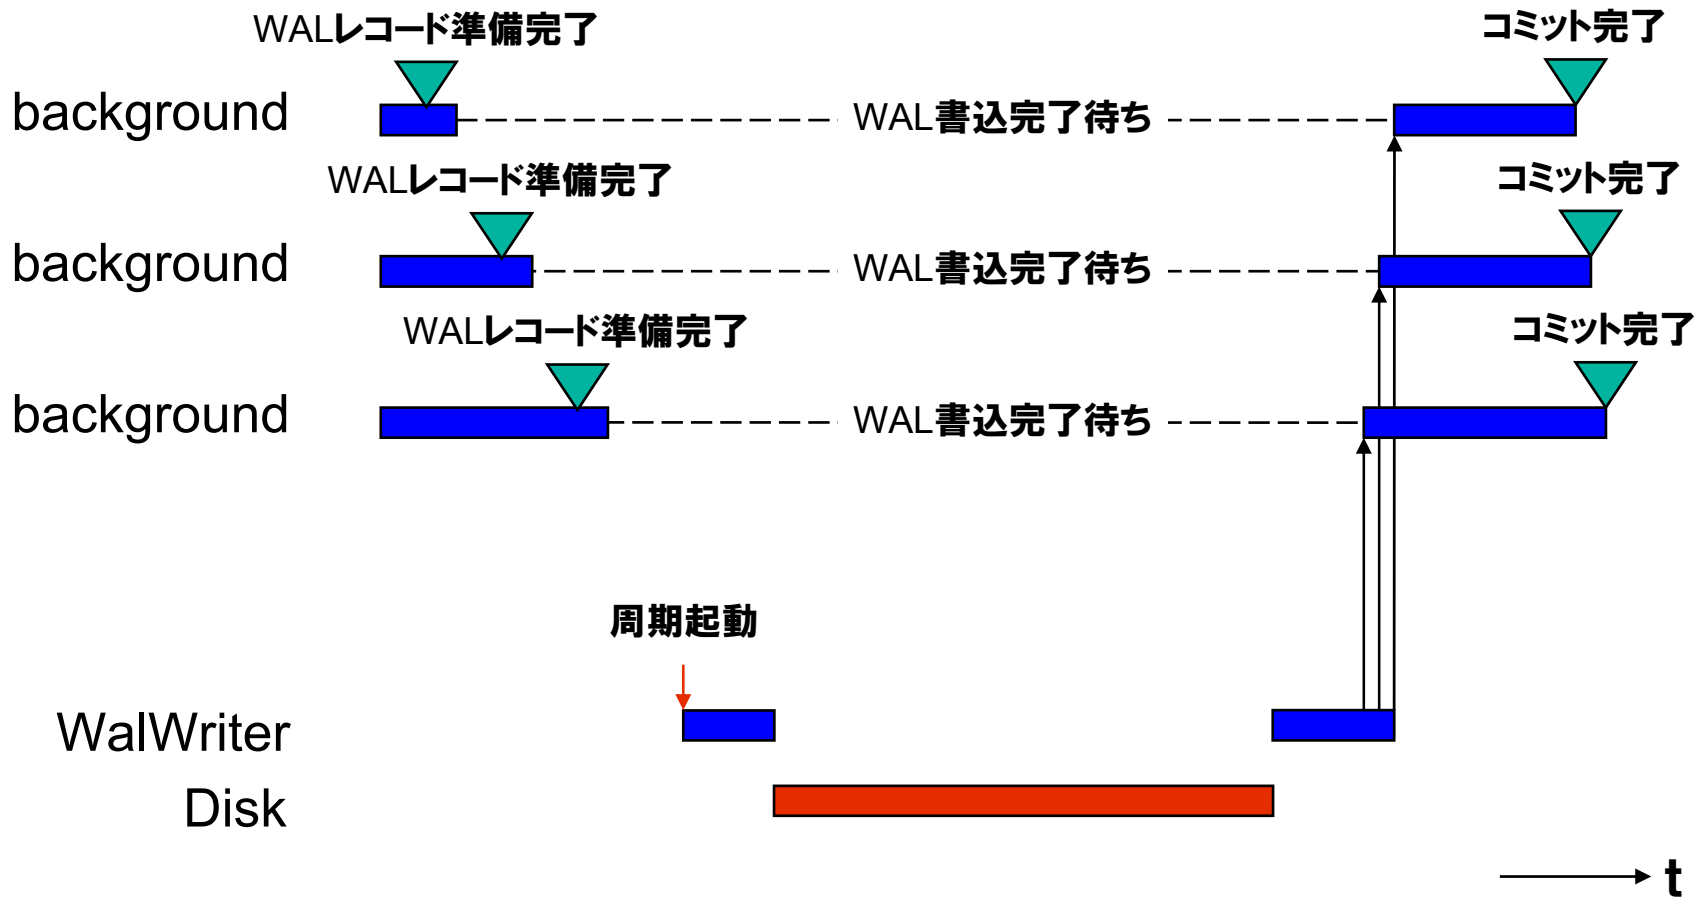 WALレコード準備完了
コミット完了
background
WAL書込完了待ち
WALレコード準備完了
コミット完了
background
WAL書込完了待ち
WALレコード準備完了
コミット完了
background
WAL書込完了待ち
周期起動
WalWriter
Disk
t